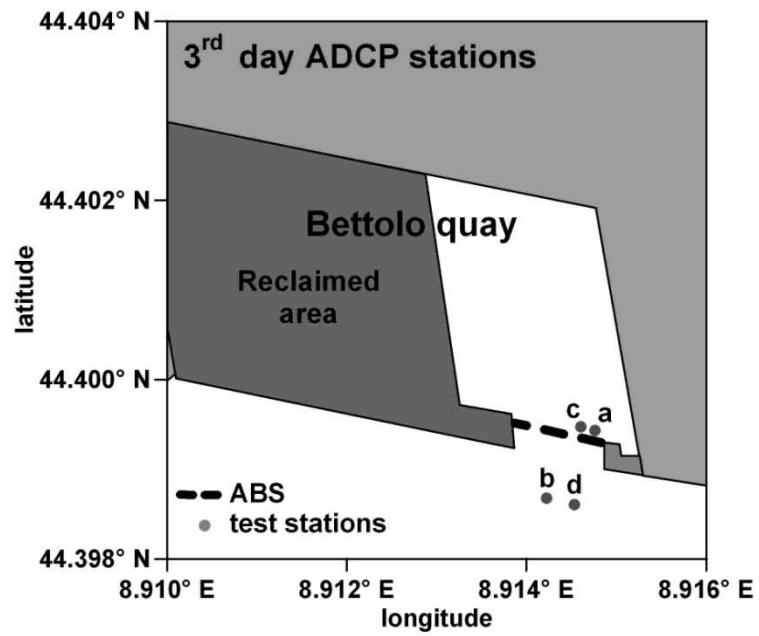 44.404° N
3rd day ADCP stations
44.402° N
Bettolo quay
Reclaimed
area
latitude
44.400° N
c a
b d
ABS
test stations
44.398° N
8.910° E 8.912° E 8.914° E 8.916° E
longitude